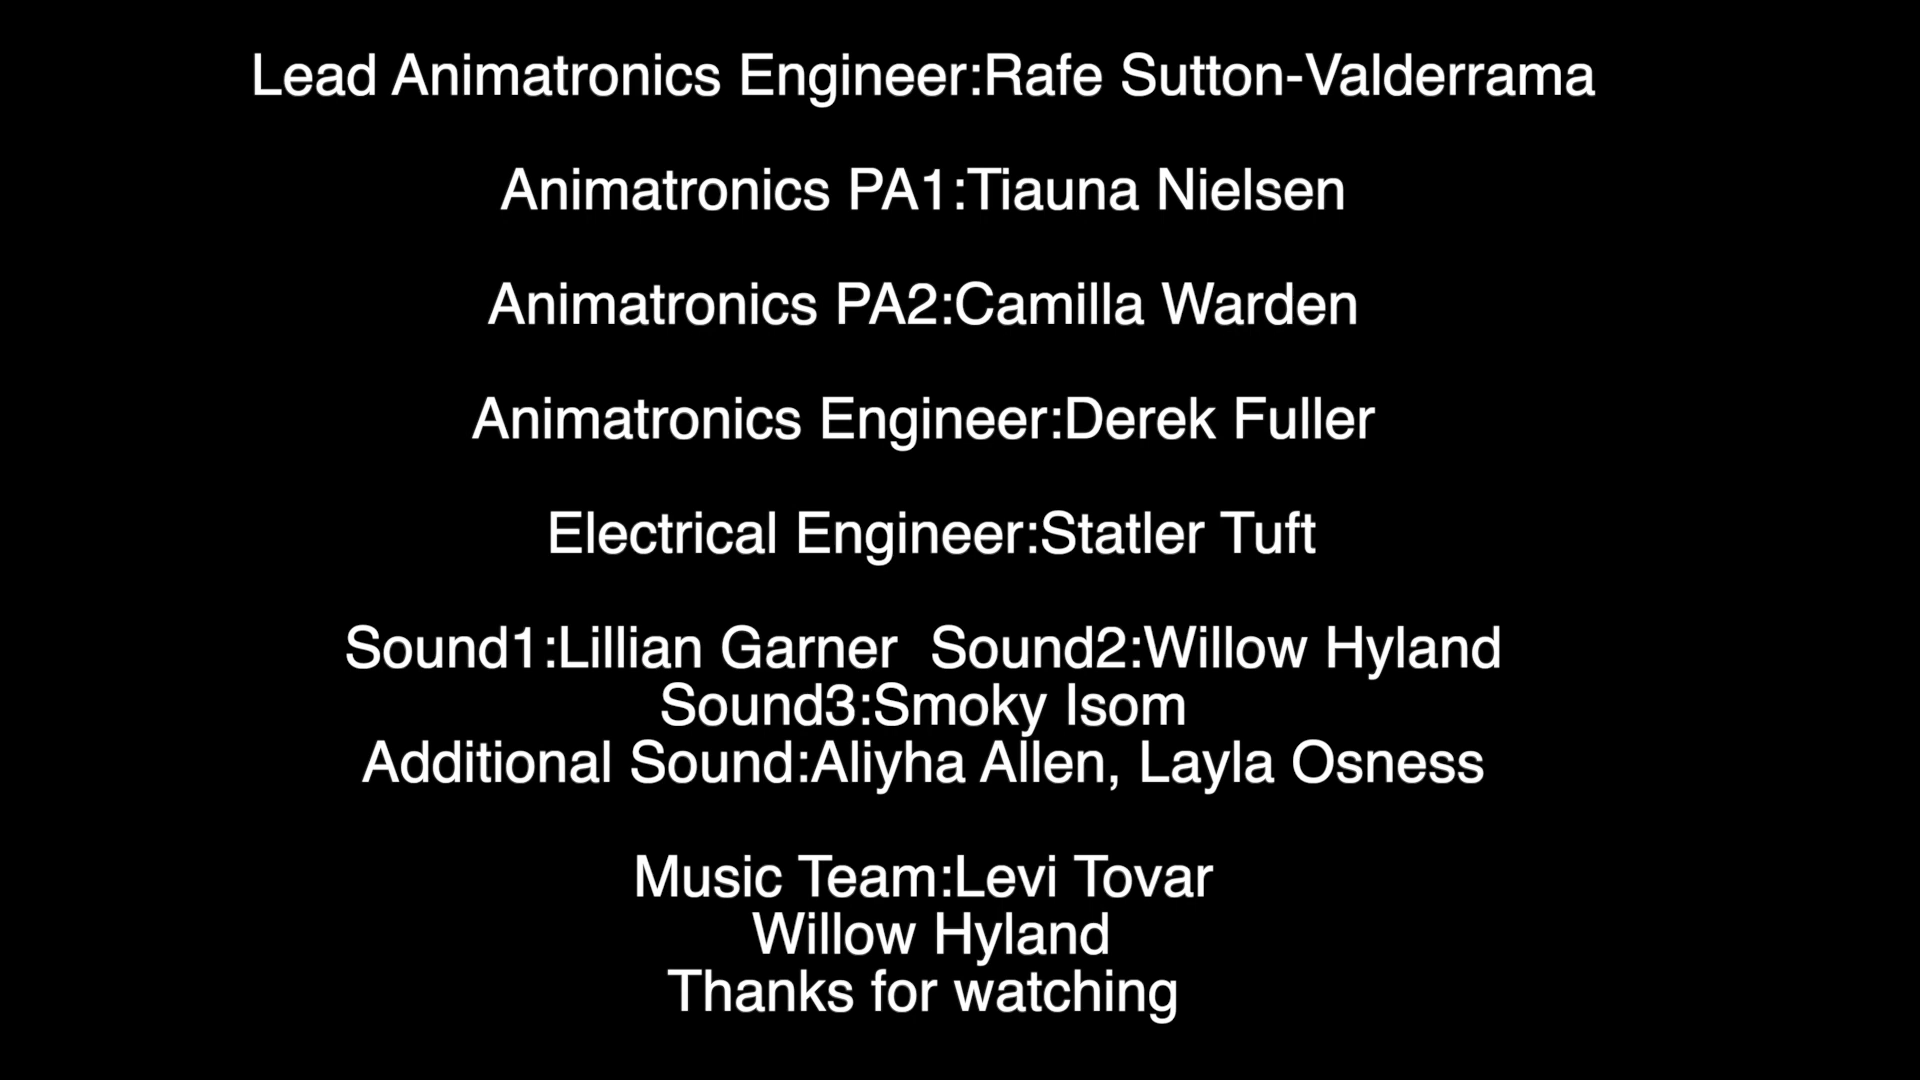 Lead Animatronics Engineer:Rafe Sutton-Valderrama
Animatronics PA1:Tiauna Nielsen
Animatronics PA2:Camilla Warden
Animatronics Engineer:Derek Fuller
Electrical Engineer:Statler Tuft
Sound1:Lillian Garner  Sound2:Willow Hyland
Sound3:Smoky Isom
Additional Sound:Aliyha Allen, Layla Osness
Music Team:Levi Tovar
Willow Hyland
Thanks for watching